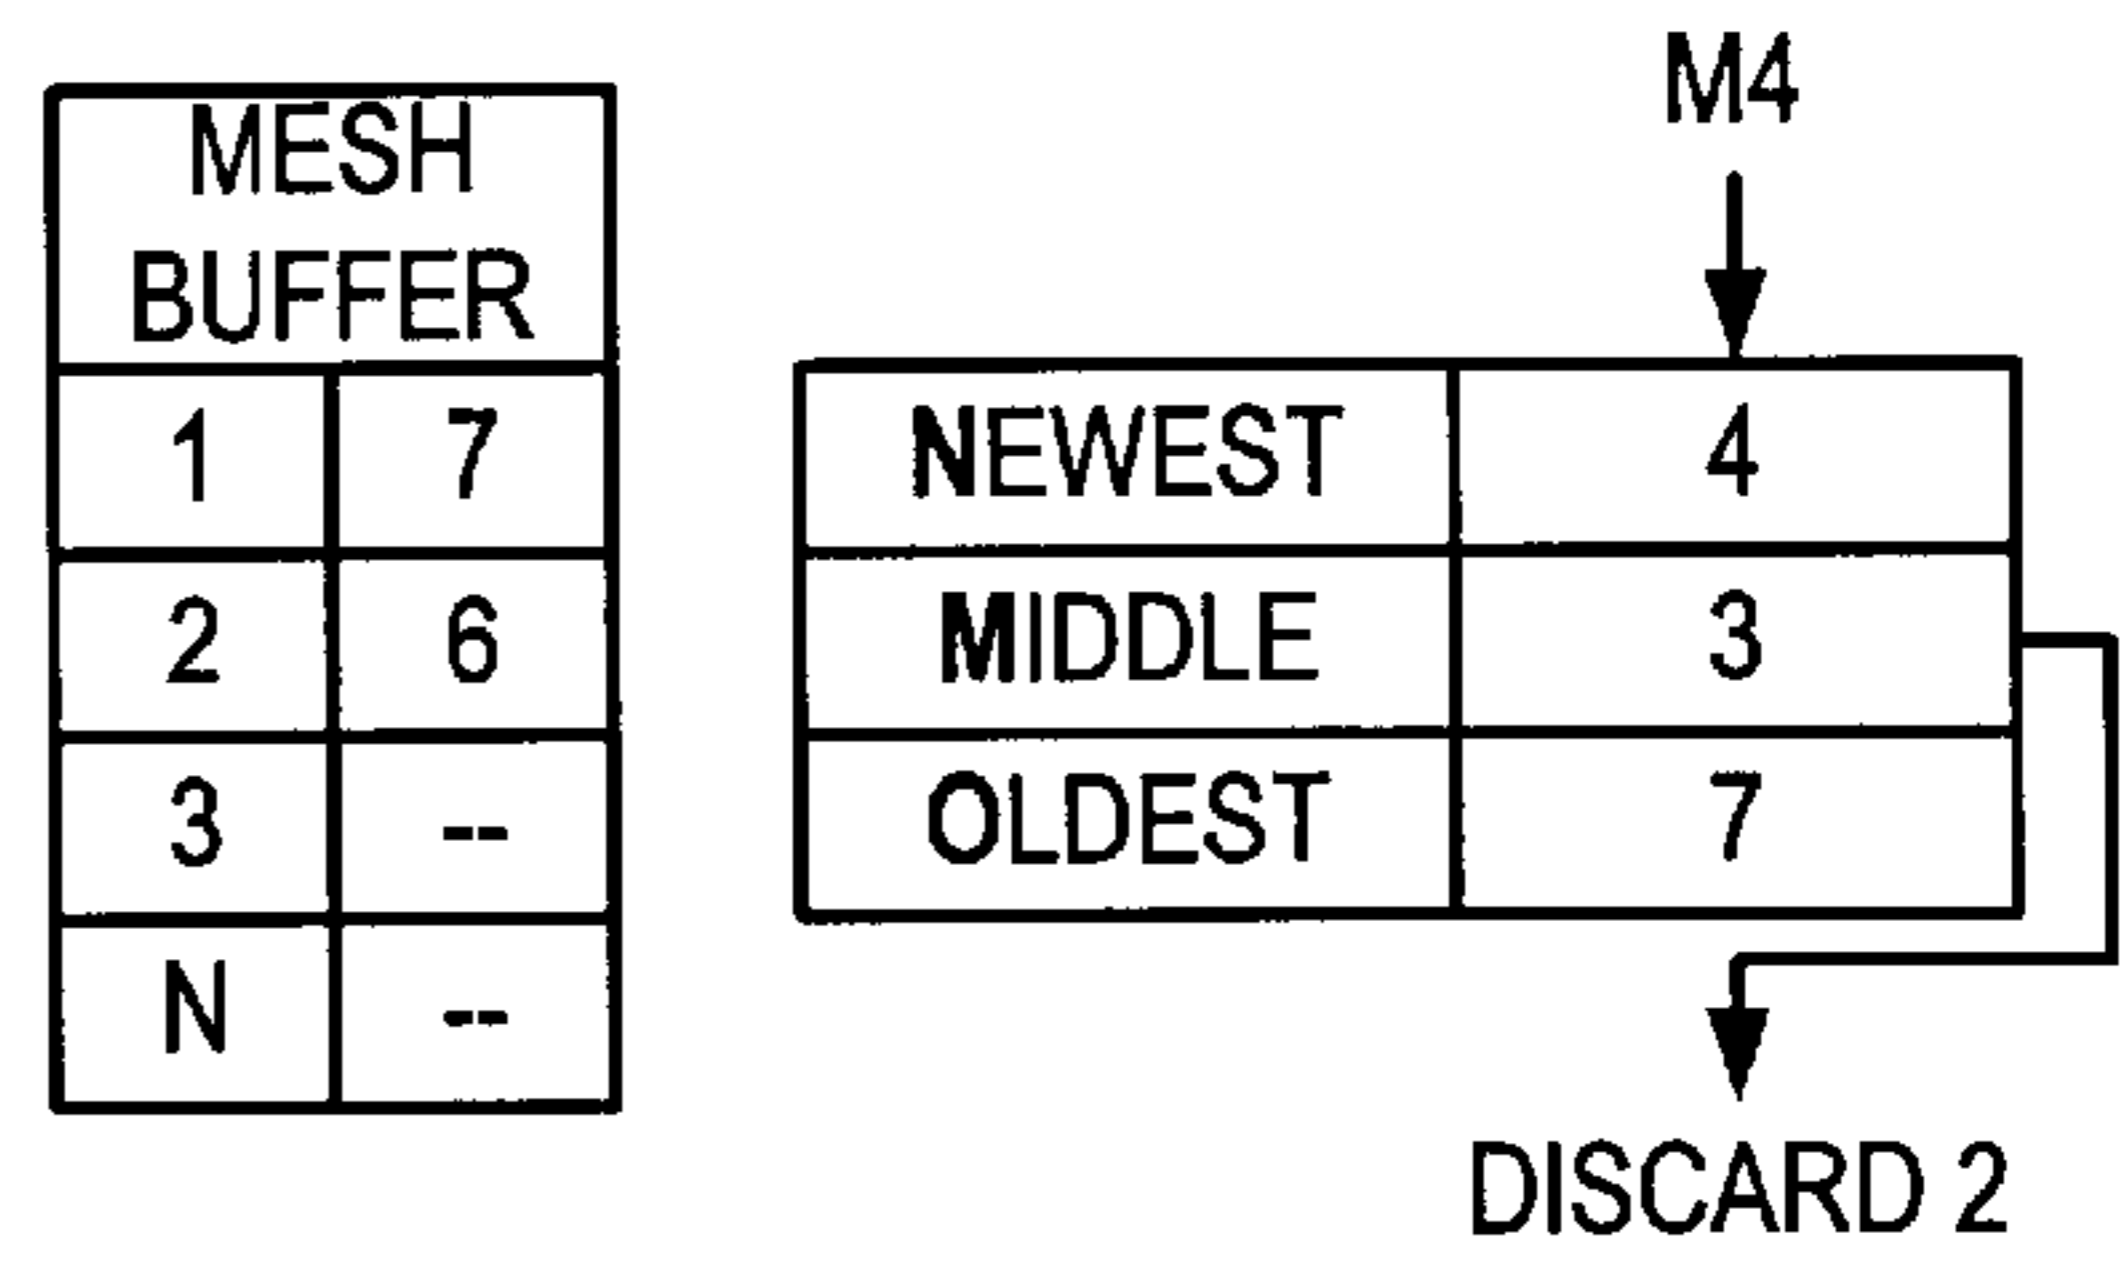 MESH
BUFFER
1 7
2 6
3 --
N --
M4
NEWEST 4
MIDDLE 3
OLDEST 7
DISCARD 2